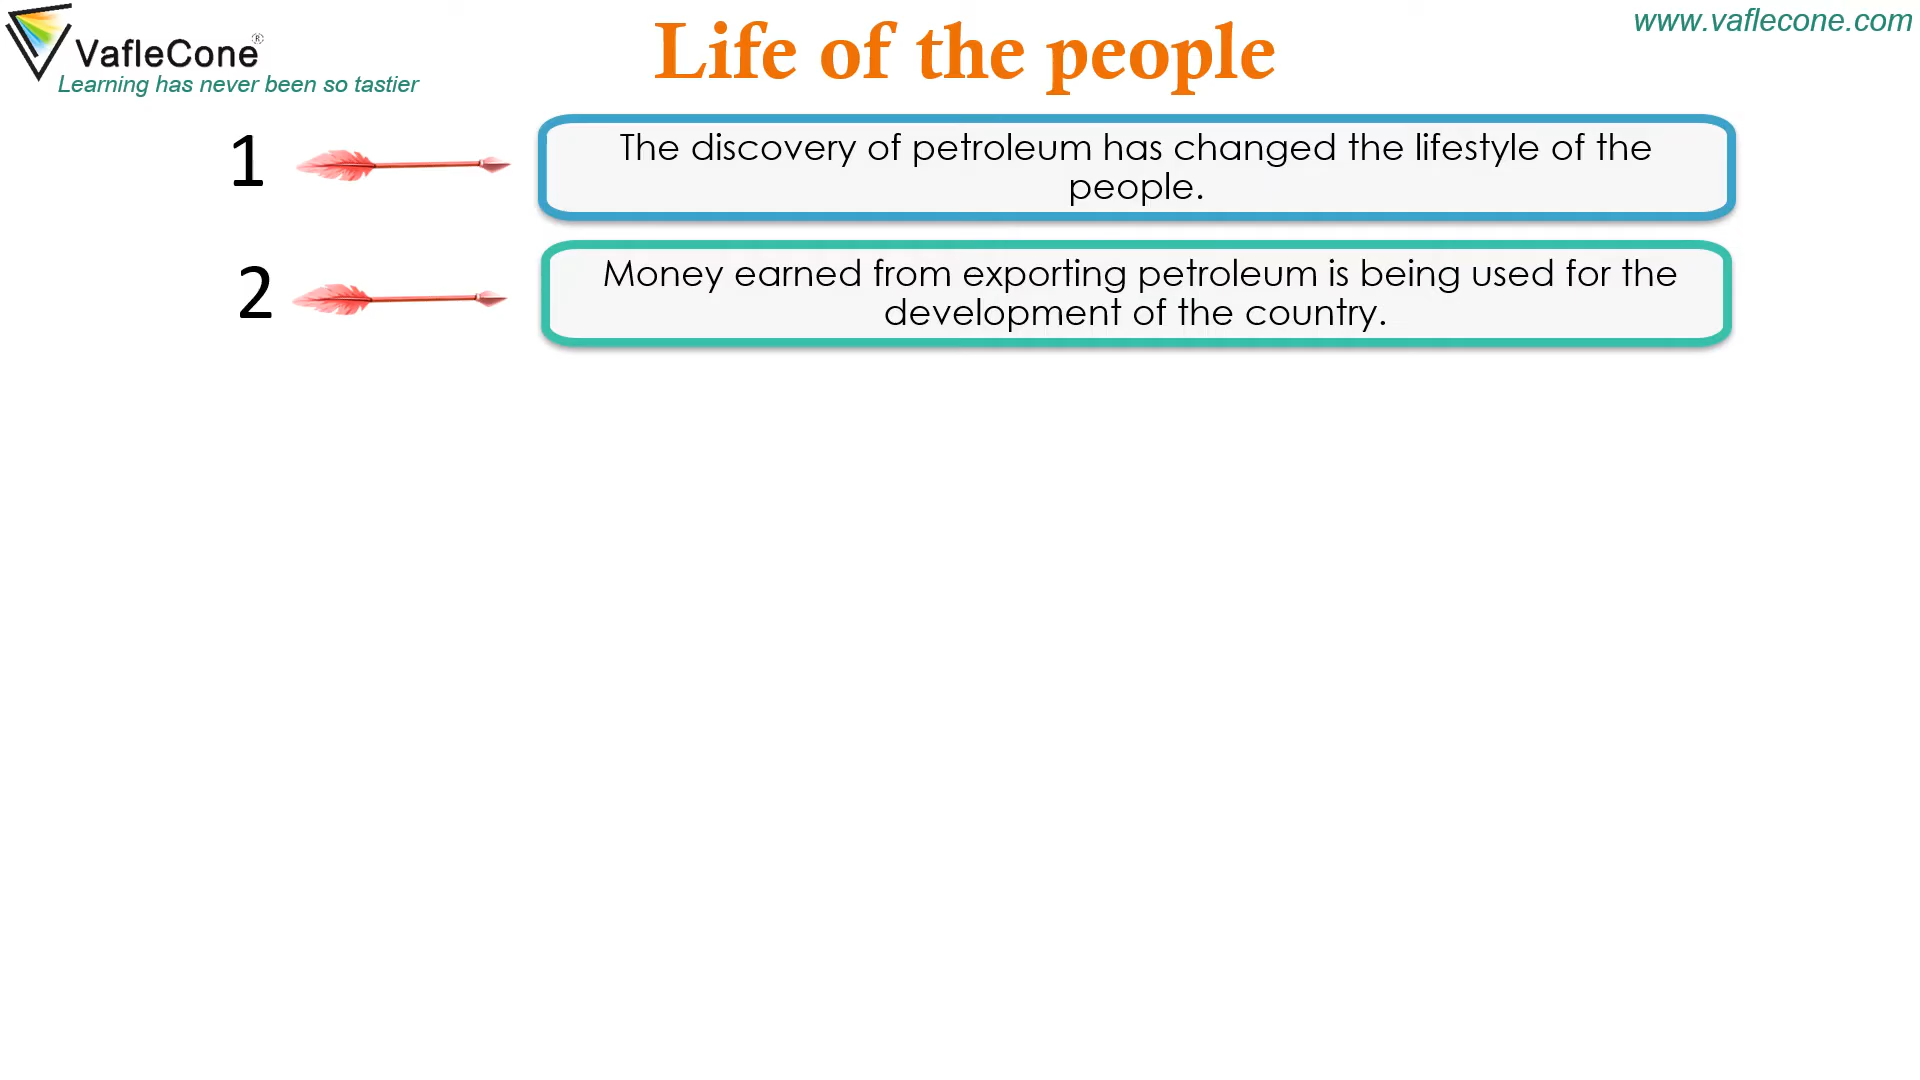 VafleCone®
Learning has never been so tastier
Life of the people
www.vaflecone.com
1
The discovery of petroleum has changed the lifestyle of the
people.
2
Money earned from exporting petroleum is being used for the
development of the country.